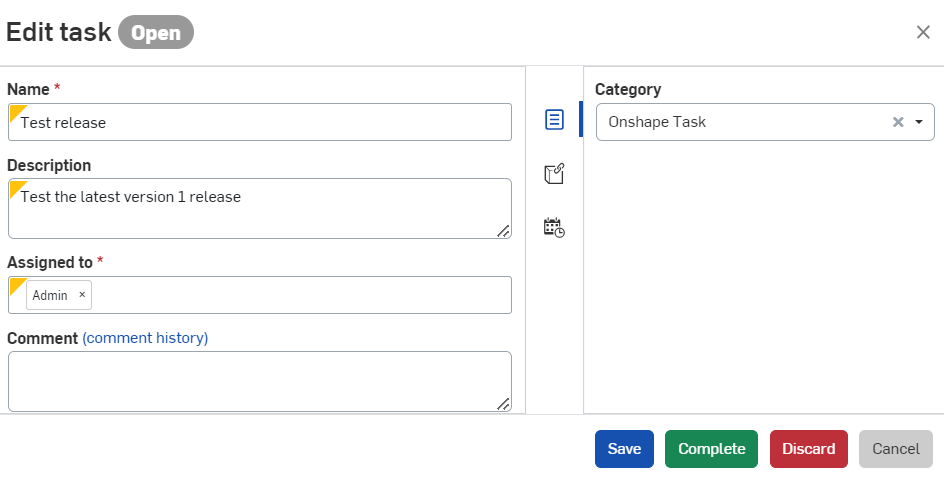 Edit task Open
Name *
Test release
Description
Test the latest version 1 release
Assigned to *
Admin ×
Comment (comment history)
Category
Onshape Task
Save Complete Discard Cancel